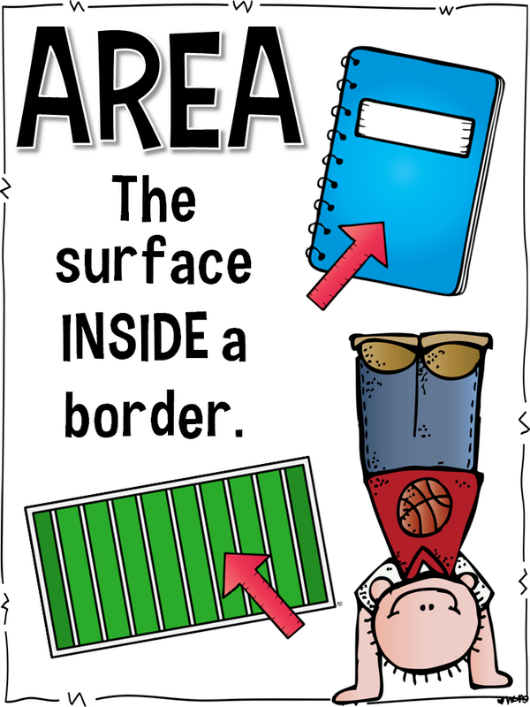 AREA
The
surface
INSIDE a
border.